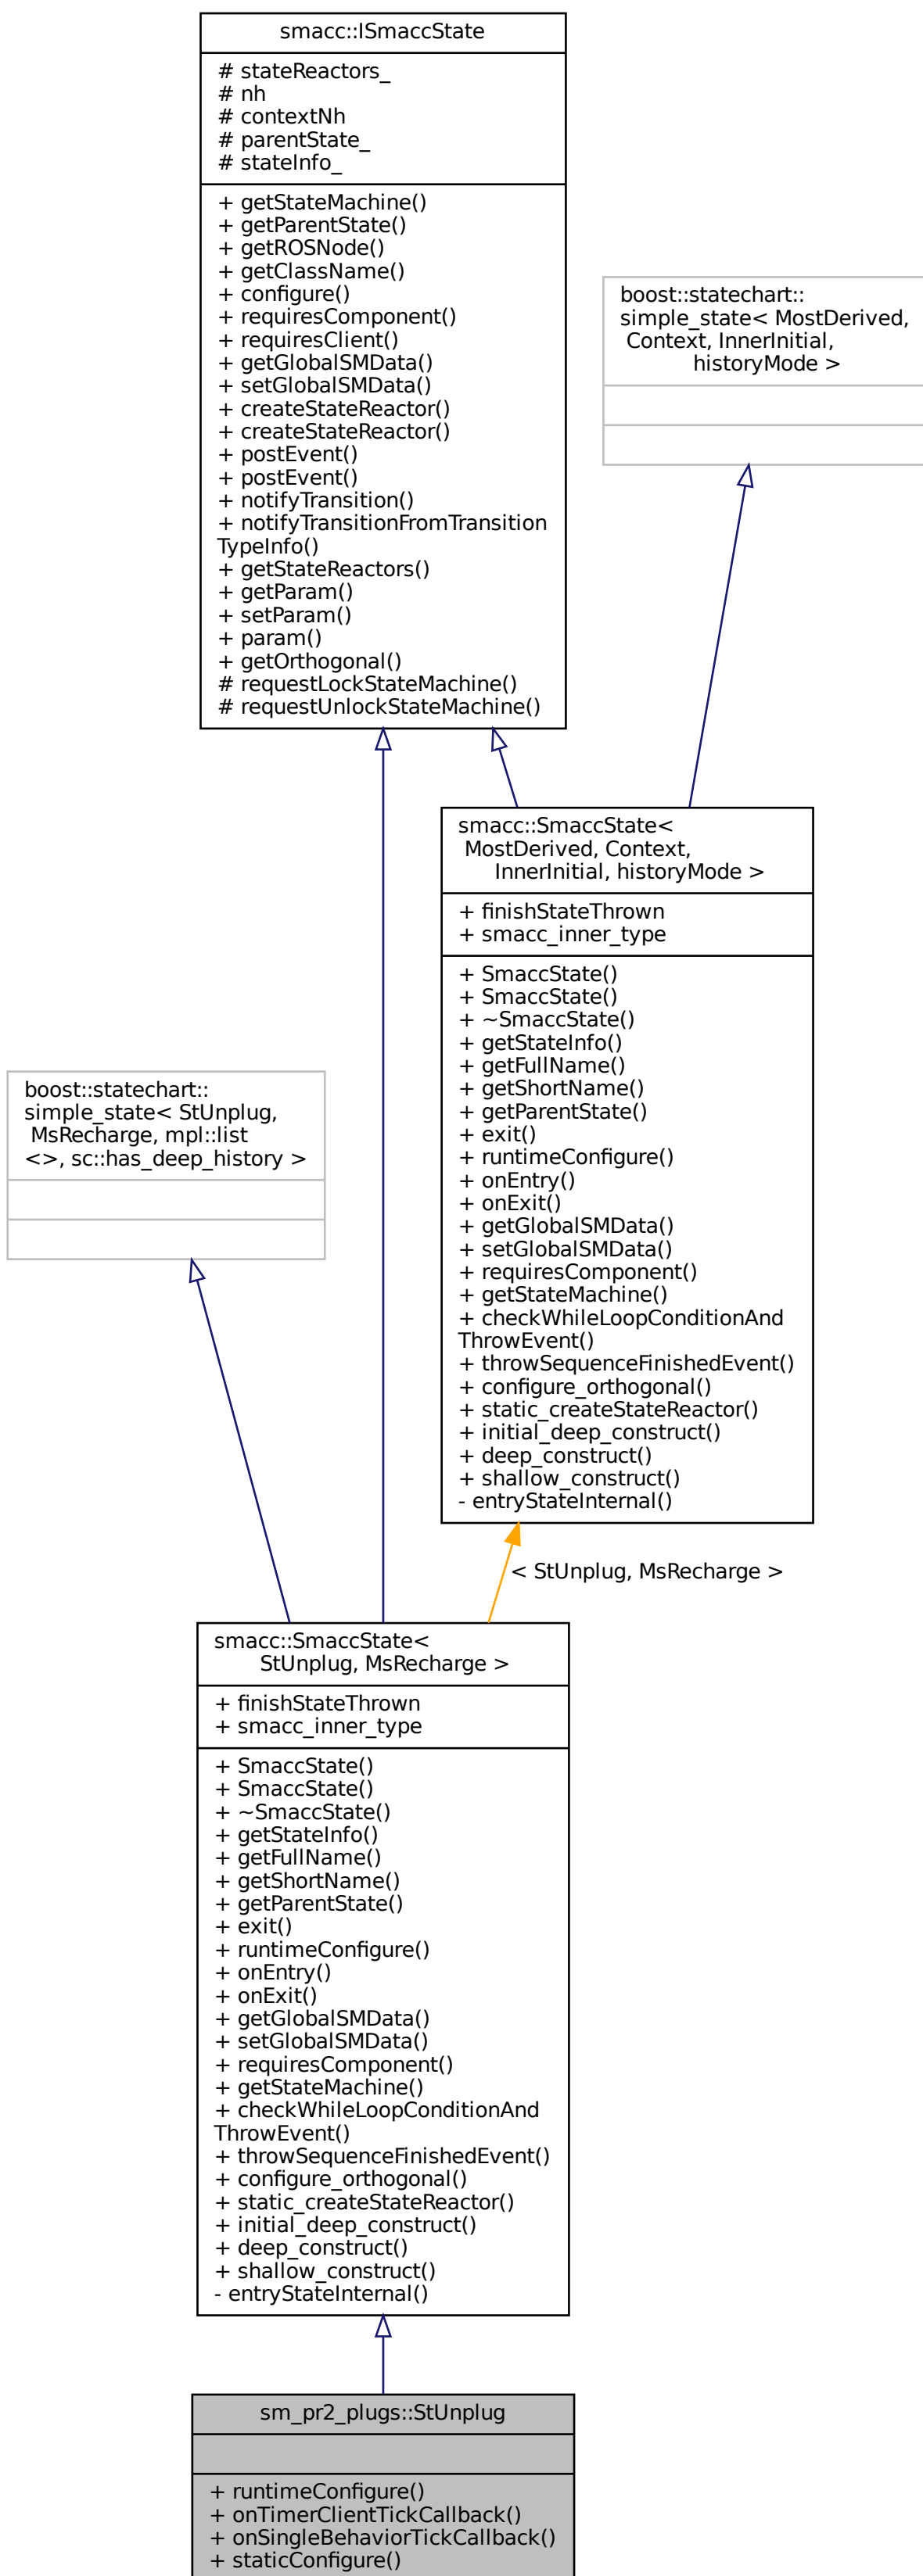 smacc::ISmaccState
# stateReactors_
# nh
# contextNh
# parentState_
# stateInfo_
+ getStateMachine()
+ getParentState()
+ getROSNode()
+ getClassName()
+ configure()
+ requiresComponent()
+ requiresClient()
+ getGlobalSMData()
+ setGlobalSMData()
+ createStateReactor()
+ createStateReactor()
+ postEvent()
+ postEvent()
+ notifyTransition()
+ notifyTransitionFromTransition
TypeInfo()
+ getStateReactors()
+ getParam()
+ setParam()
+ param()
+ getOrthogonal()
# requestLockStateMachine()
# requestUnlockStateMachine()
boost::statechart::
simple_state< MostDerived,
Context, InnerInitial,
historyMode >
smacc::SmaccState<
MostDerived, Context,
InnerInitial, historyMode >
+ finishStateThrown
+ smacc_inner_type
+ SmaccState()
+ SmaccState()
+ ~SmaccState()
+ getStateInfo()
+ getFullName()
+ getShortName()
+ getParentState()
+ exit()
+ runtimeConfigure()
+ onEntry()
+ onExit()
+ getGlobalSMData()
+ setGlobalSMData()
+ requiresComponent()
+ getStateMachine()
+ checkWhileLoopConditionAnd
ThrowEvent()
+ throwSequenceFinishedEvent()
+ configure_orthogonal()
+ static_createStateReactor()
+ initial_deep_construct()
+ deep_construct()
+ shallow_construct()
- entryStateInternal()
boost::statechart::
simple_state< StUnplug,
MsRecharge, mpl::list
<>, sc::has_deep_history >
< StUnplug, MsRecharge >
smacc::SmaccState<
StUnplug, MsRecharge >
+ finishStateThrown
+ smacc_inner_type
+ SmaccState()
+ SmaccState()
+ ~SmaccState()
+ getStateInfo()
+ getFullName()
+ getShortName()
+ getParentState()
+ exit()
+ runtimeConfigure()
+ onEntry()
+ onExit()
+ getGlobalSMData()
+ setGlobalSMData()
+ requiresComponent()
+ getStateMachine()
+ checkWhileLoopConditionAnd
ThrowEvent()
+ throwSequenceFinishedEvent()
+ configure_orthogonal()
+ static_createStateReactor()
+ initial_deep_construct()
+ deep_construct()
+ shallow_construct()
- entryStateInternal()
sm_pr2_plugs::StUnplug
+ runtimeConfigure()
+ onTimerClientTickCallback()
+ onSingleBehaviorTickCallback()
+ staticConfigure()